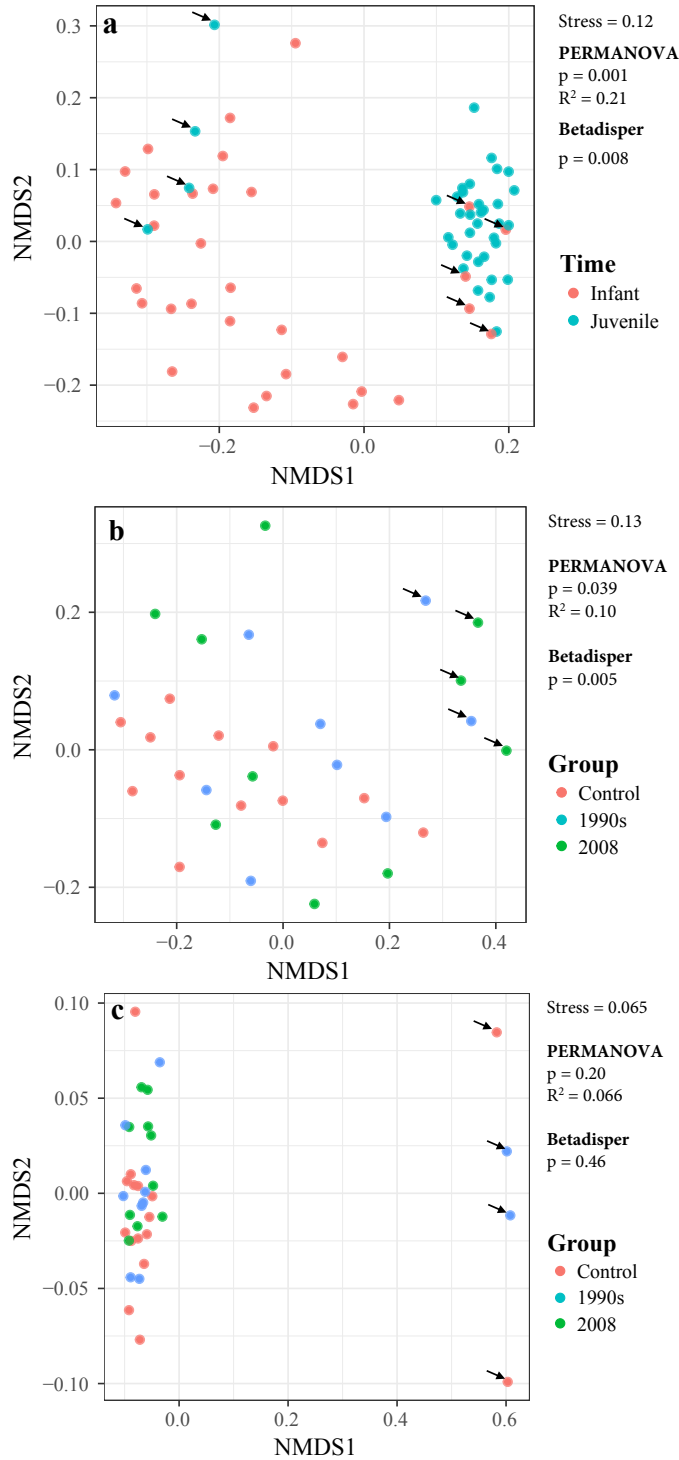 a
0.3
0.2
0.1
0.0
−0.1
−0.2
NMDS2
−0.2
0.0
0.2
NMDS1
Stress = 0.12
PERMANOVA
p = 0.001
R² = 0.21
Betadisper
p = 0.008
Time
Infant
Juvenile
b
0.2
0.0
−0.2
NMDS2
−0.2
0.0
0.2
0.4
NMDS1
Stress = 0.13
PERMANOVA
p = 0.039
R² = 0.10
Betadisper
p = 0.005
Group
Control
1990s
2008
c
0.10
0.05
0.00
−0.05
−0.10
NMDS2
0.0
0.2
0.4
0.6
NMDS1
Stress = 0.065
PERMANOVA
p = 0.20
R² = 0.066
Betadisper
p = 0.46
Group
Control
1990s
2008